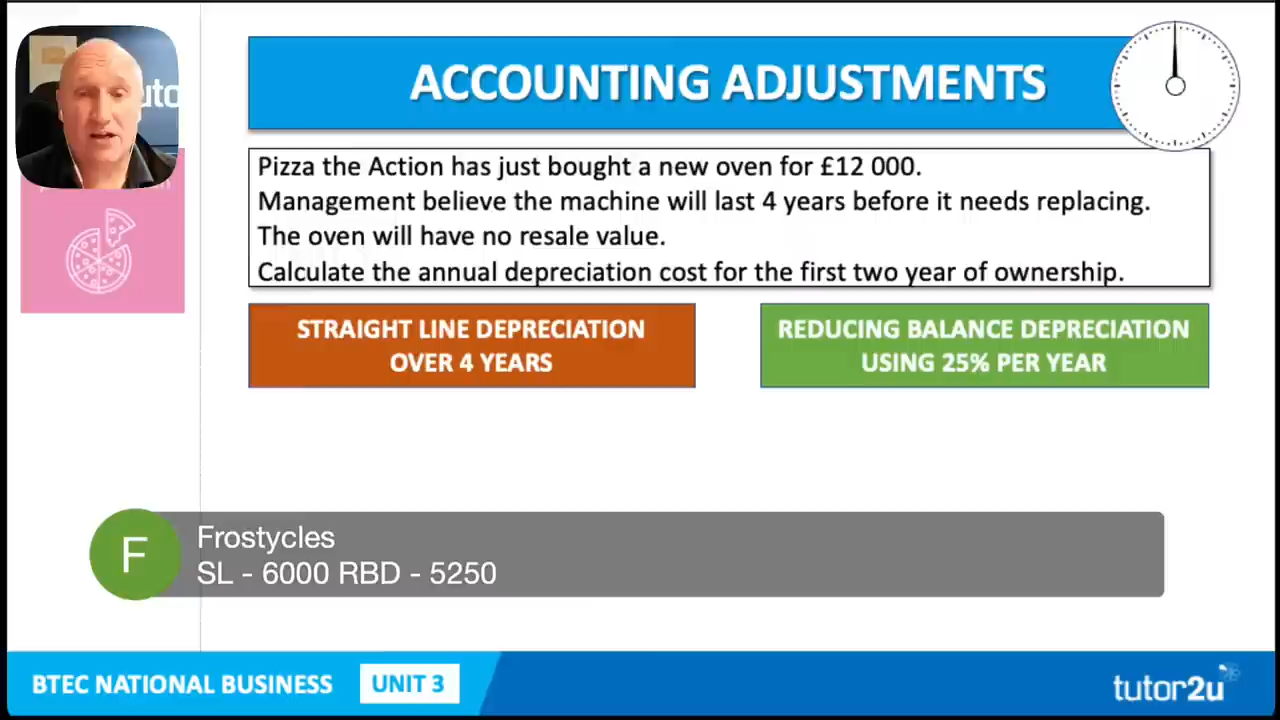 uto
ACCOUNTING ADJUSTMENTS
Pizza the Action has just bought a new oven for £12 000.
Management believe the machine will last 4 years before it needs replacing.
The oven will have no resale value.
Calculate the annual depreciation cost for the first two year of ownership.
STRAIGHT LINE DEPRECIATION
OVER 4 YEARS
REDUCING BALANCE DEPRECIATION
USING 25% PER YEAR
F
Frostycles
SL - 6000 RBD - 5250
BTEC NATIONAL BUSINESS
UNIT 3
tutor2u